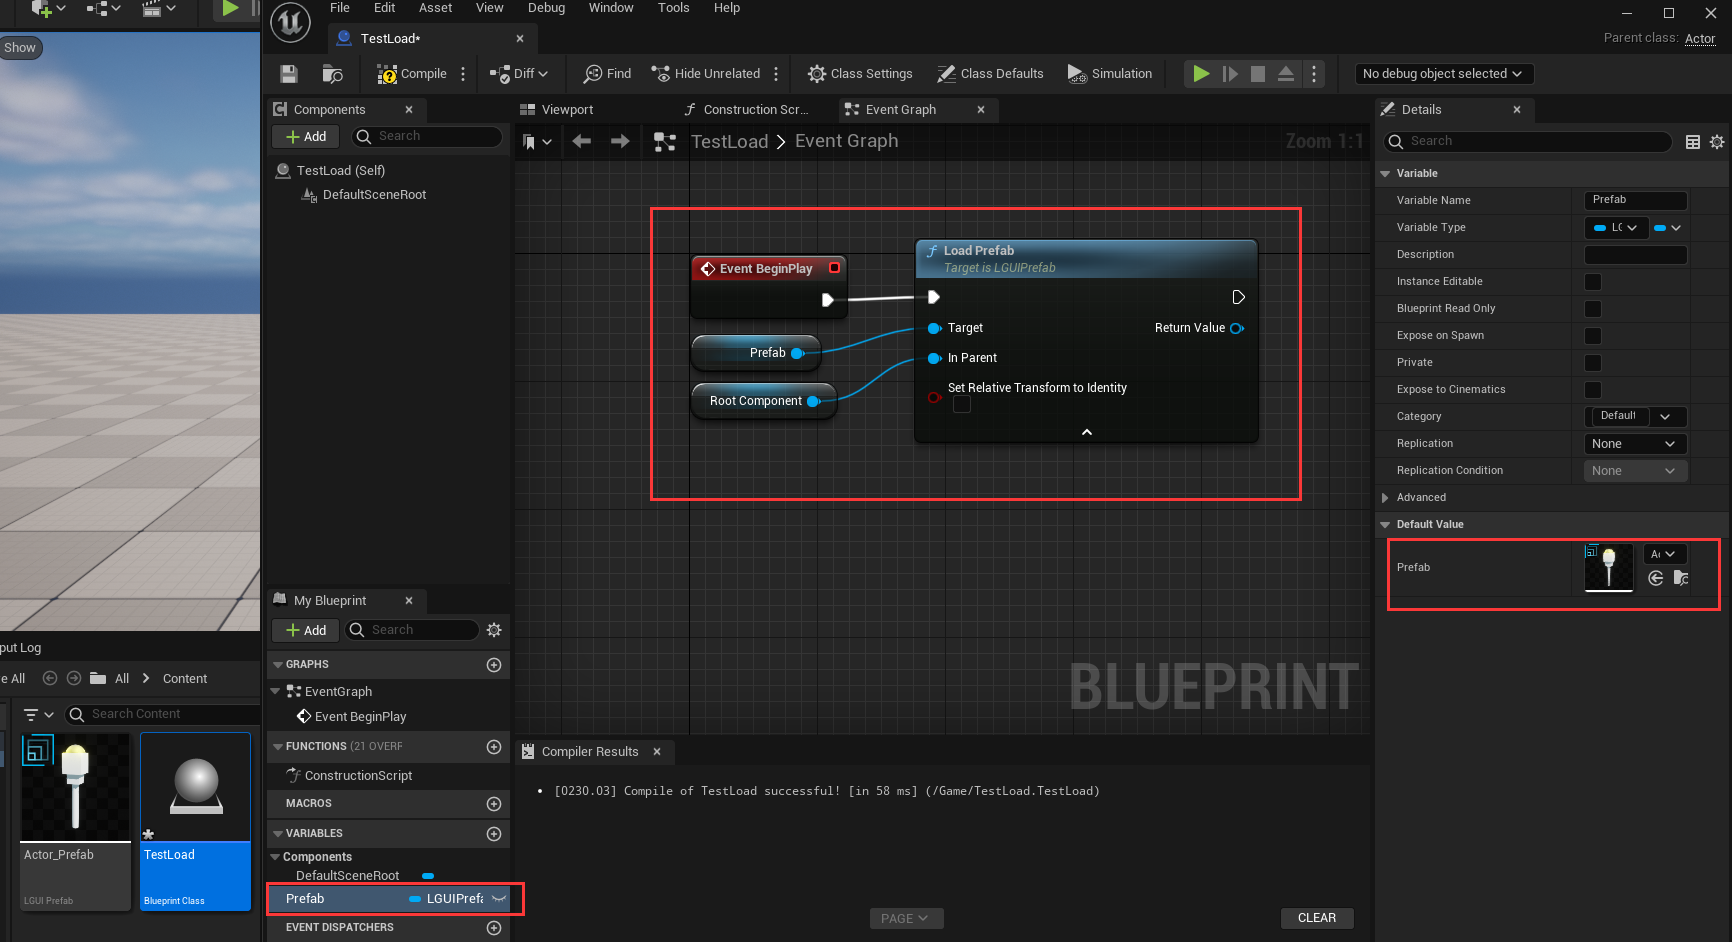 File Edit Asset View Debug Window Tools Help
TestLoad*
Parent class: Actor
Show
Compile
Diff
Find
Hide Unrelated
Class Settings
Class Defaults
Simulation
No debug object selected
Components
Add
Search
TestLoad (Self)
DefaultSceneRoot
Viewport
Construction Scr...
Event Graph
TestLoad > Event Graph
Zoom 1:1
Event BeginPlay
Prefab
Root Component
Load Prefab
Target is LGUIPrefab
Target
Return Value
In Parent
Set Relative Transform to Identity
BLUEPRINT
Details
Search
Variable
Variable Name
Prefab
Variable Type
Description
Instance Editable
Blueprint Read Only
Expose on Spawn
Private
Expose to Cinematics
Category
Default
Replication
None
Replication Condition
None
Advanced
Default Value
Prefab
My Blueprint
Add
Search
GRAPHS
EventGraph
Event BeginPlay
FUNCTIONS (21 OVERF
ConstructionScript
MACROS
VARIABLES
Components
DefaultSceneRoot
Prefab
LGUIPrefa
EVENT DISPATCHERS
Compiler Results
[0230.03] Compile of TestLoad successful! [in 58 ms] (/Game/TestLoad.TestLoad)
PAGE
CLEAR
put Log
e All
All > Content
Search Content
Actor_Prefab
LGUI Prefab
TestLoad
Blueprint Class